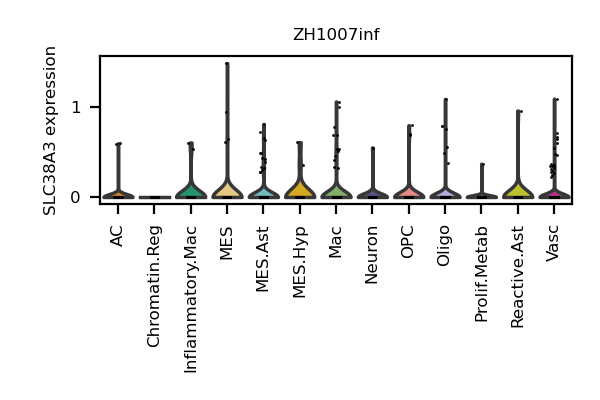 ZH1007inf
SLC38A3 expression
1
0
AC
Chromatin.Reg
Inflammatory.Mac
MES
MES.Ast
MES.Hyp
Mac
Neuron
OPC
Oligo
Prolif.Metab
Reactive.Ast
Vasc